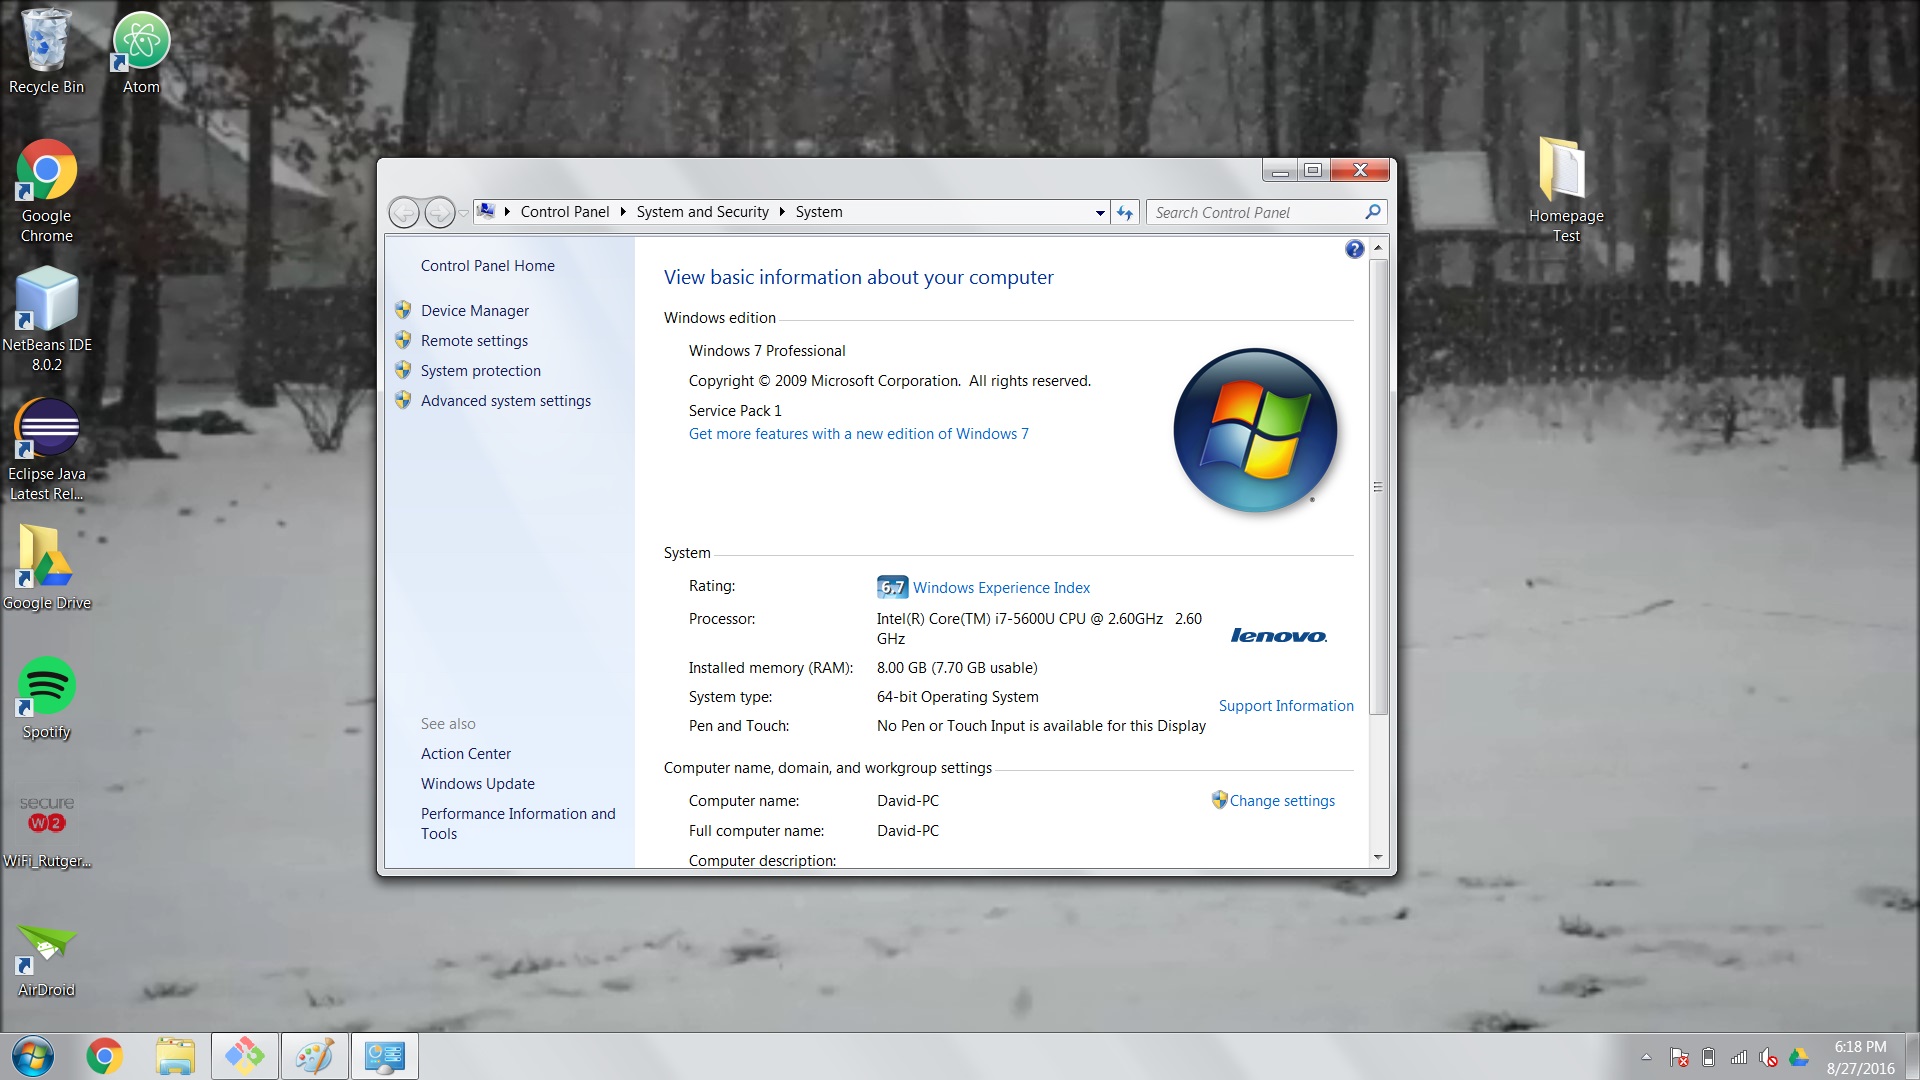 Recycle Bin
Atom
Google
Chrome
NetBeans IDE
8.0.2
Eclipse Java
Latest Rel...
Google Drive
Spotify
secure
W2
WiFi_Rutger...
AirDroid
Homepage
Test
Control Panel
System and Security
System
Search Control Panel
Control Panel Home
Device Manager
Remote settings
System protection
Advanced system settings
See also
Action Center
Windows Update
Performance Information and
Tools
View basic information about your computer
Windows edition
Windows 7 Professional
Copyright © 2009 Microsoft Corporation.  All rights reserved.
Service Pack 1
Get more features with a new edition of Windows 7
System
Rating:
6.7 Windows Experience Index
Processor:
Intel(R) Core(TM) i7-5600U CPU @ 2.60GHz   2.60
GHz
lenovo.
Installed memory (RAM):
8.00 GB (7.70 GB usable)
System type:
64-bit Operating System
Support Information
Pen and Touch:
No Pen or Touch Input is available for this Display
Computer name, domain, and workgroup settings
Computer name:
David-PC
Change settings
Full computer name:
David-PC
Computer description:
6:18 PM
8/27/2016